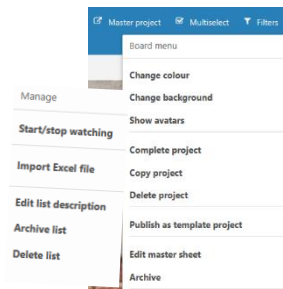 Master project Multiselect Filters
Board menu
Change colour
Change background
Show avatars
Complete project
Copy project
Delete project
Publish as template project
Edit master sheet
Archive
Manage
Start/stop watching
Import Excel file
Edit list description
Archive list
Delete list